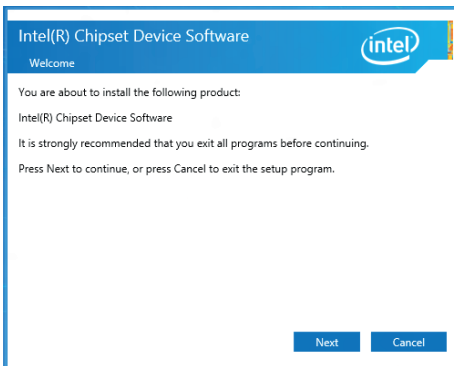 Intel(R) Chipset Device Software
intel
Welcome
You are about to install the following product:
Intel(R) Chipset Device Software
It is strongly recommended that you exit all programs before continuing.
Press Next to continue, or press Cancel to exit the setup program.
Next Cancel